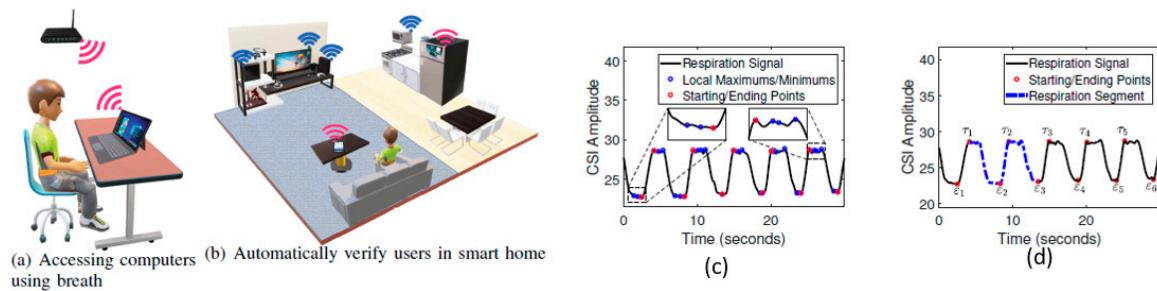 (a) Accessing computers
using breath
(b) Automatically verify users in smart home
Respiration Signal
Local Maximums/Minimums
Starting/Ending Points
CSI Amplitude
40
35
30
25
20
0
10
20
Time (seconds)
(c)
Respiration Signal
Starting/Ending Points
Respiration Segment
CSI Amplitude
40
35
30
25
20
τ1 τ2 τ3 τ4 τ5
ε1 ε2 ε3 ε4 ε5 ε6
0
10
20
Time (seconds)
(d)